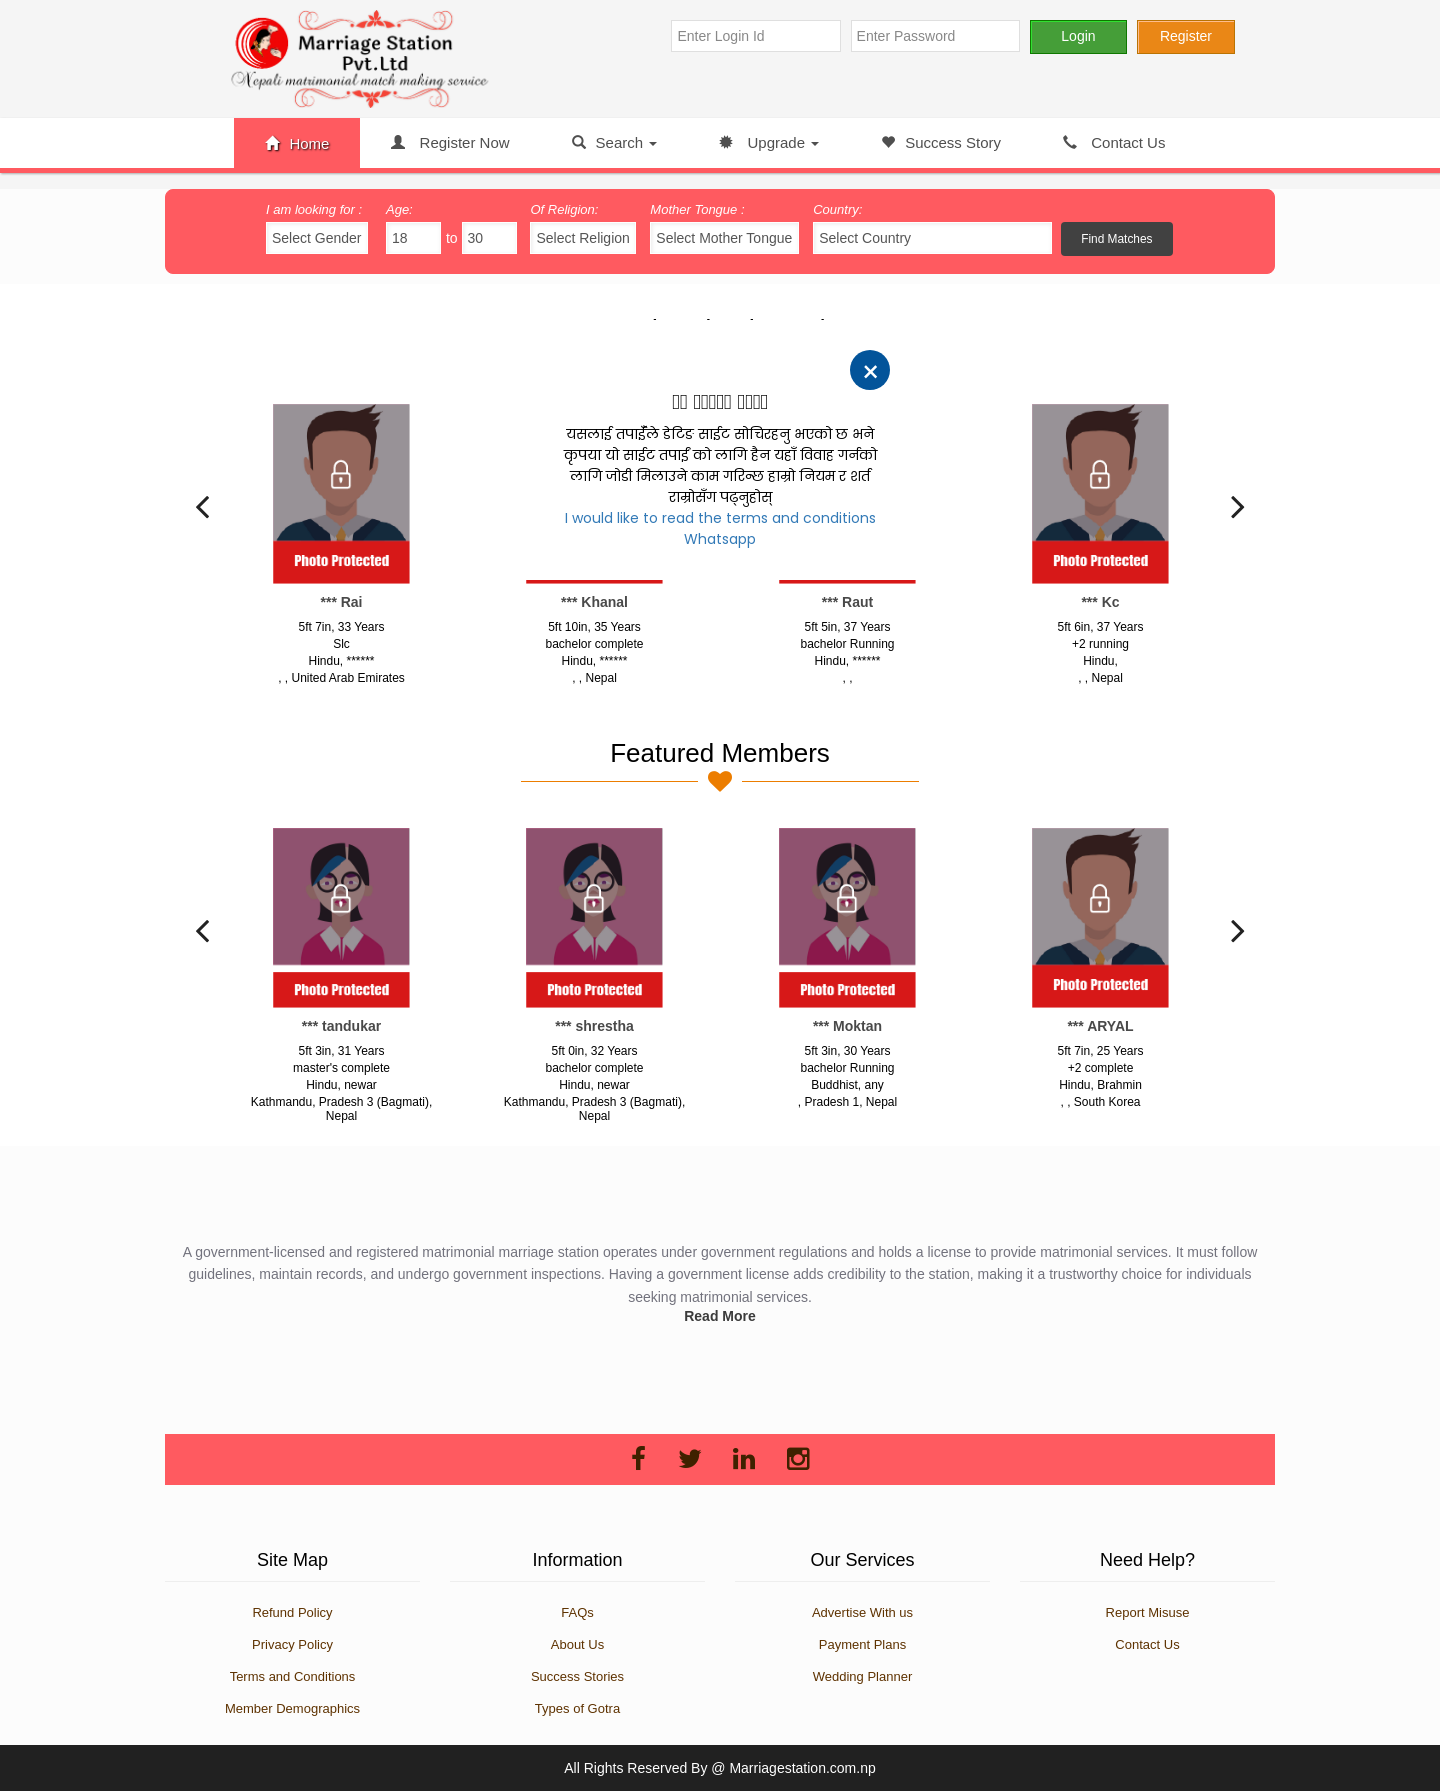 Marriage Station
Pvt.Ltd
Nepali matrimonial match making service
Enter Login Id
Enter Password
Login
Register
Home
Register Now
Search
Upgrade
Success Story
Contact Us
I am looking for :
Age:
Of Religion:
Mother Tongue :
Country:
Select Gender
18
to
30
Select Religion
Select Mother Tongue
Select Country
Find Matches
×
यसलाई तपाईँले डेटिङ साईट सोचिरहनु भएको छ भने
कृपया यो साईट तपाईं को लागि हैन यहाँ विवाह गर्नको
लागि जोडी मिलाउने काम गरिन्छ हाम्रो नियम र शर्त
राम्रोसँग पढ्नुहोस्
I would like to read the terms and conditions
Whatsapp
Photo Protected
Photo Protected
*** Rai
*** Khanal
*** Raut
*** Kc
5ft 7in, 33 Years
5ft 10in, 35 Years
5ft 5in, 37 Years
5ft 6in, 37 Years
Slc
bachelor complete
bachelor Running
+2 running
Hindu, ******
Hindu, ******
Hindu, ******
Hindu,
, , United Arab Emirates
, , Nepal
, ,
, , Nepal
Featured Members
Photo Protected
Photo Protected
Photo Protected
Photo Protected
*** tandukar
*** shrestha
*** Moktan
*** ARYAL
5ft 3in, 31 Years
5ft 0in, 32 Years
5ft 3in, 30 Years
5ft 7in, 25 Years
master's complete
bachelor complete
bachelor Running
+2 complete
Hindu, newar
Hindu, newar
Buddhist, any
Hindu, Brahmin
Kathmandu, Pradesh 3 (Bagmati),
Nepal
Kathmandu, Pradesh 3 (Bagmati),
Nepal
, Pradesh 1, Nepal
, , South Korea
A government-licensed and registered matrimonial marriage station operates under government regulations and holds a license to provide matrimonial services. It must follow
guidelines, maintain records, and undergo government inspections. Having a government license adds credibility to the station, making it a trustworthy choice for individuals
seeking matrimonial services.
Read More
Site Map
Information
Our Services
Need Help?
Refund Policy
FAQs
Advertise With us
Report Misuse
Privacy Policy
About Us
Payment Plans
Contact Us
Terms and Conditions
Success Stories
Wedding Planner
Member Demographics
Types of Gotra
All Rights Reserved By @ Marriagestation.com.np